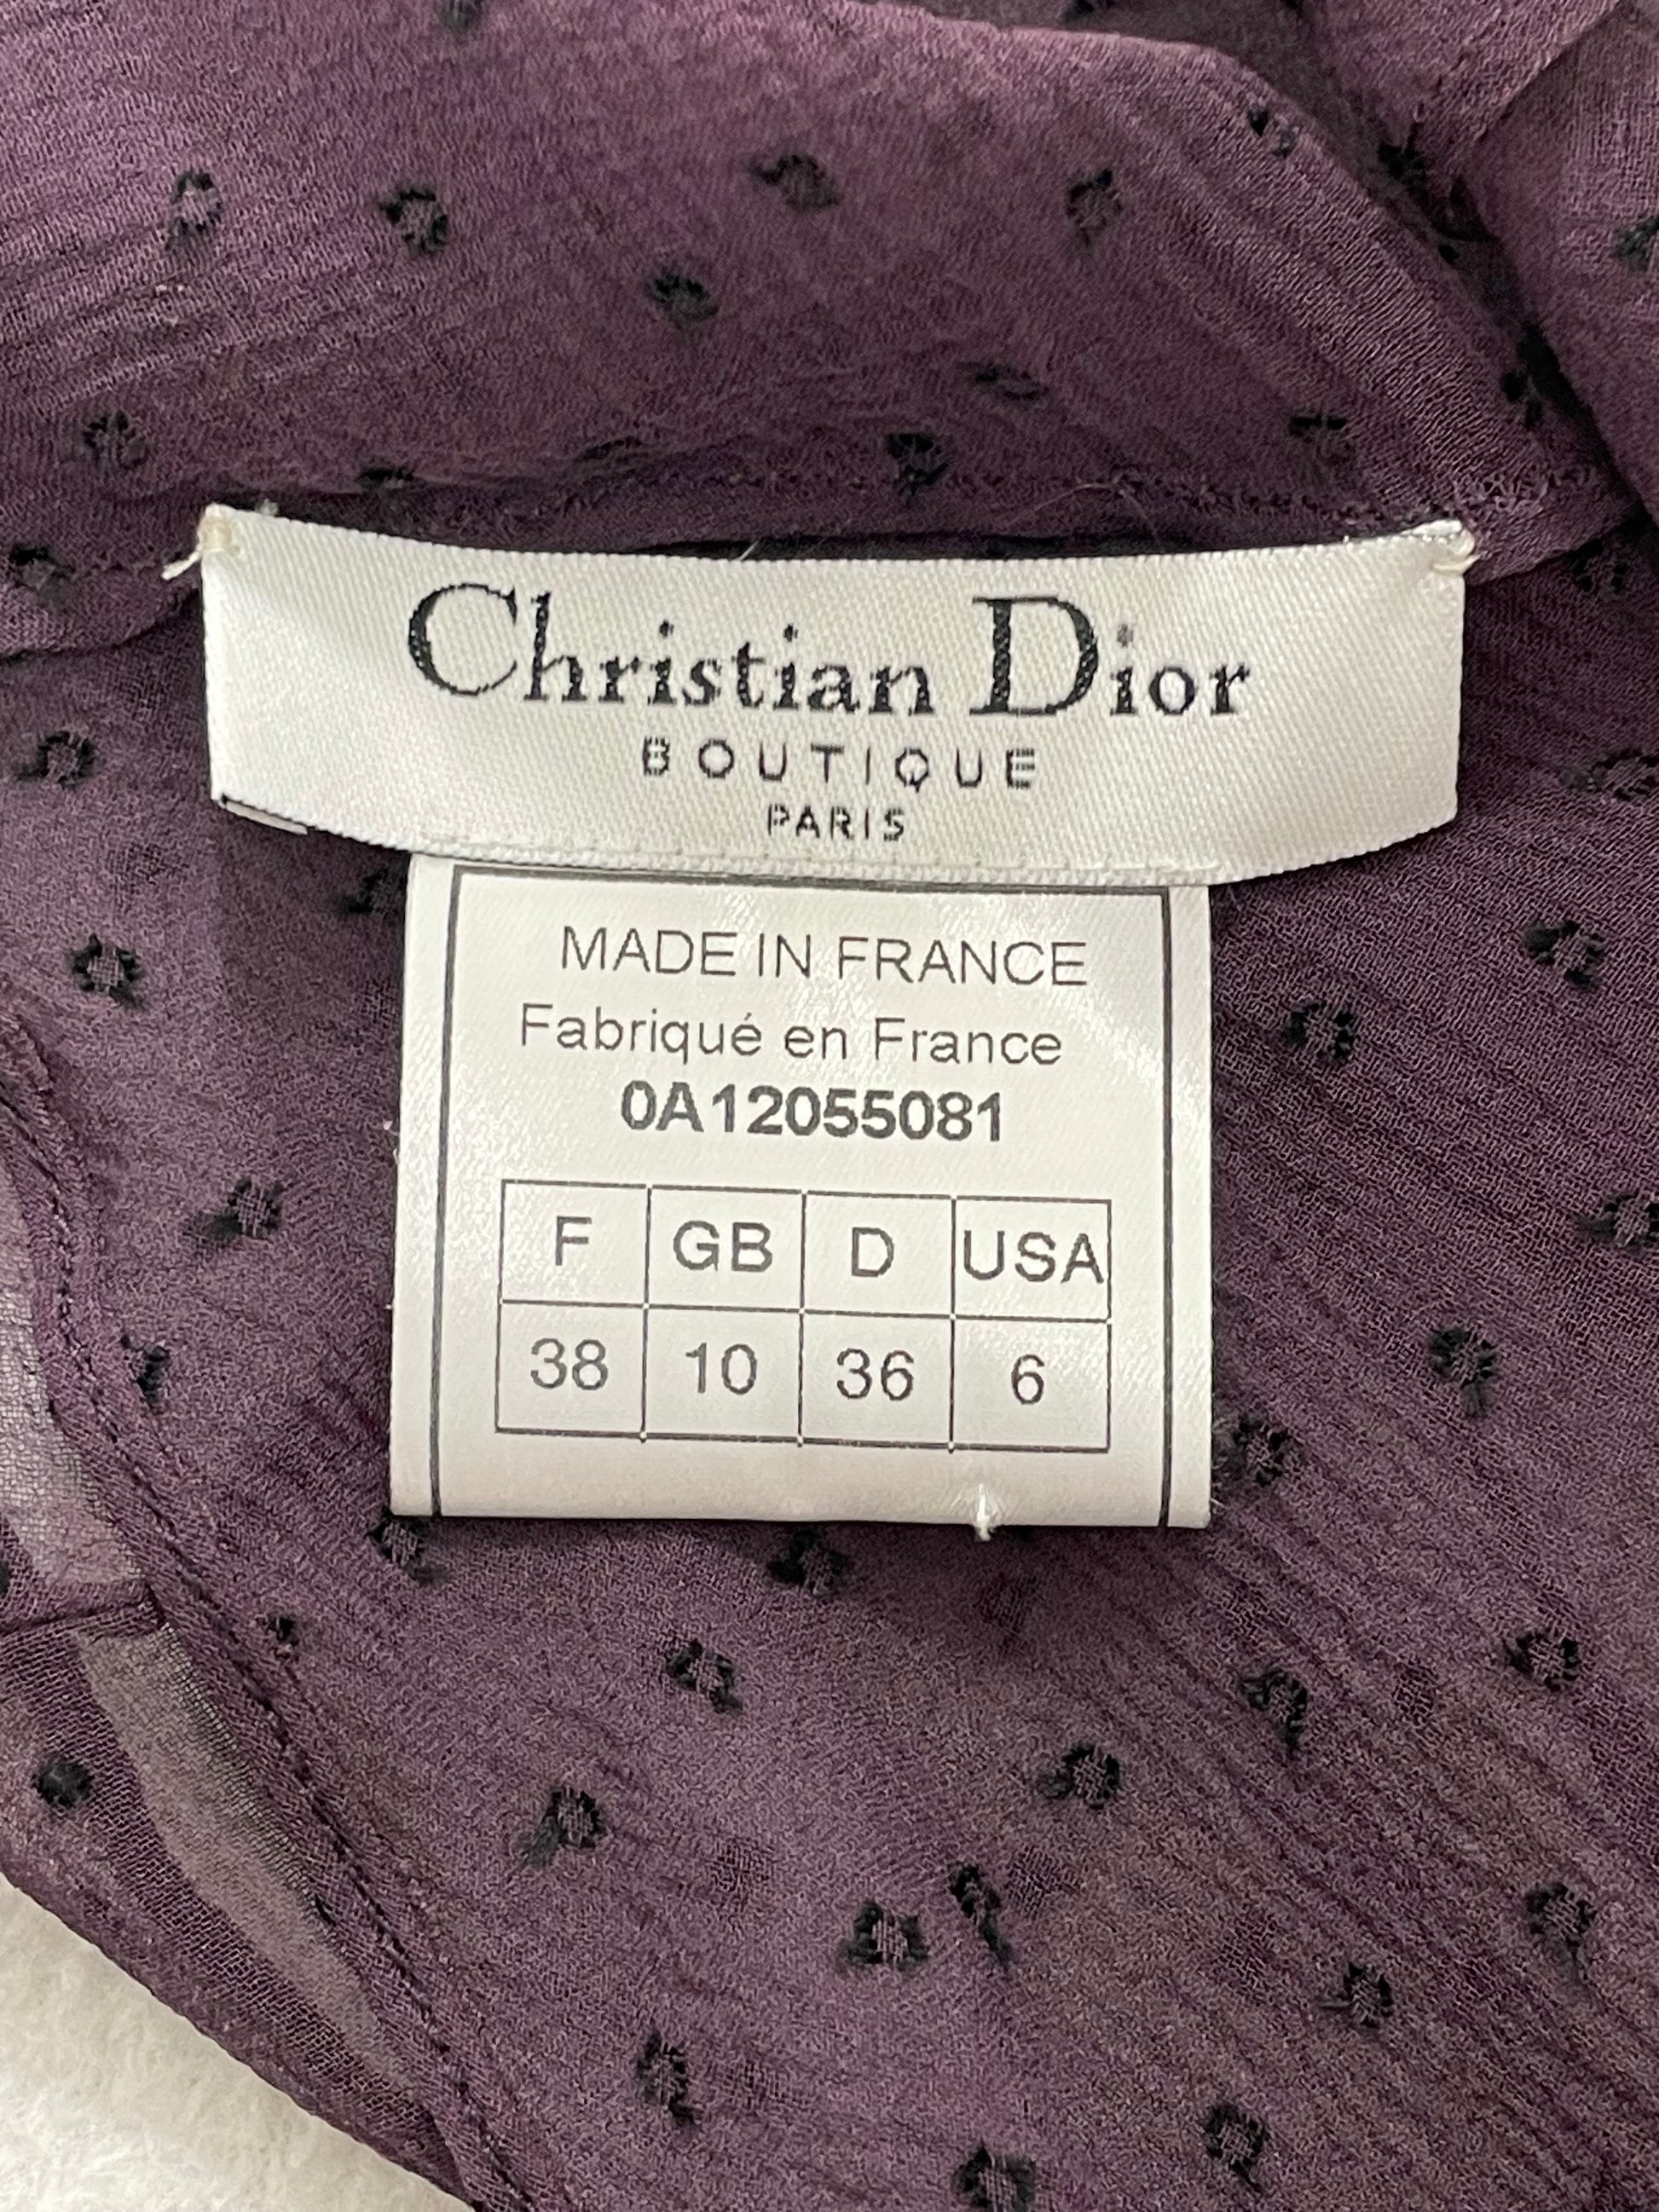 Christian Dior
BOUTIQUE
PARIS
MADE IN FRANCE
Fabriqué en France
0A12055081
F GB D USA
38 10 36 6